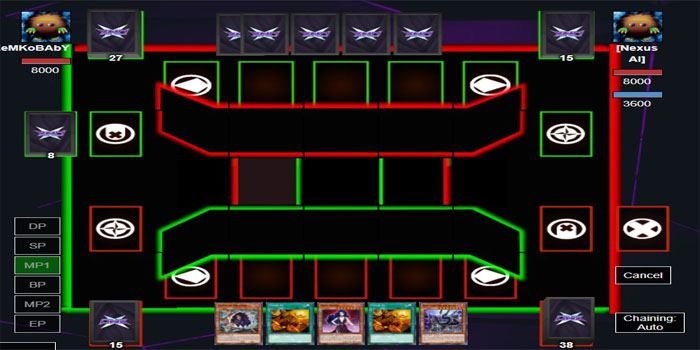 eMKoBAbY
8000
27
15
[Nexus
AI]
8000
3600
8
DP
SP
MP1
BP
MP2
EP
Cancel
Chaining:
Auto
15
38